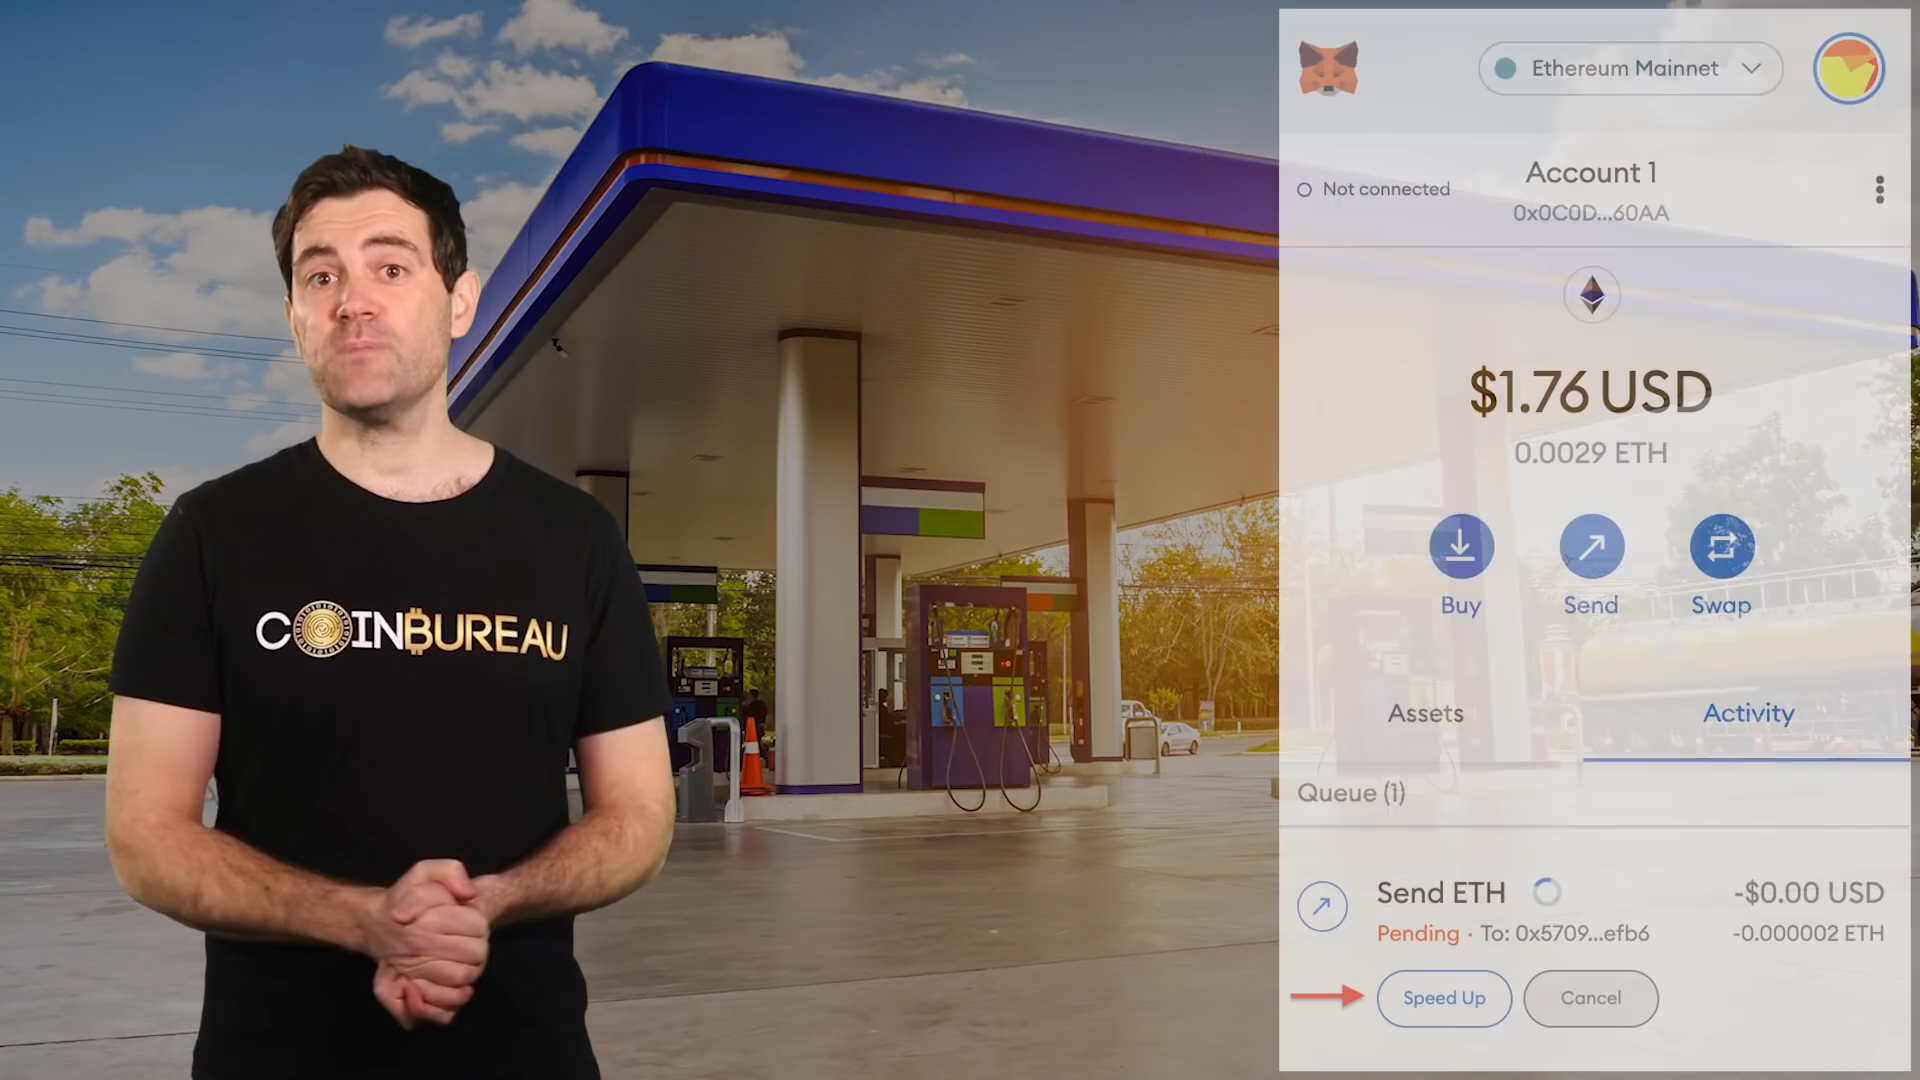 COINBUREAU
Ethereum Mainnet
Not connected
Account 1
0x0C0D...60AA
$1.76 USD
0.0029 ETH
Buy
Send
Swap
Assets
Activity
Queue (1)
Send ETH
-$0.00 USD
Pending · To: 0x5709...efb6
-0.000002 ETH
Speed Up
Cancel